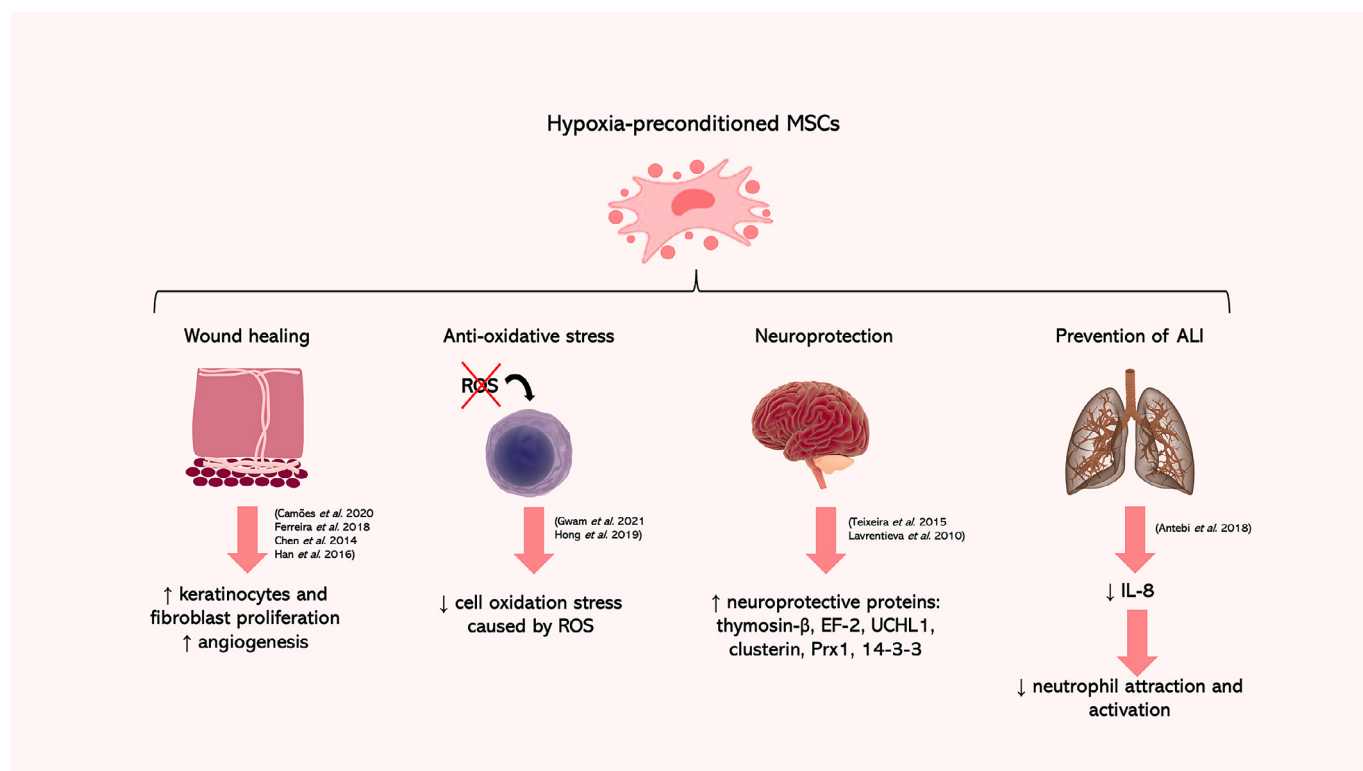 Hypoxia-preconditioned MSCs
Wound healing
Anti-oxidative stress
Neuroprotection
Prevention of ALI
ROS
(Camões et al. 2020
Ferreira et al. 2018
Chen et al. 2014
Han et al. 2016)
(Gwam et al. 2021
Hong et al. 2019)
(Teixeira et al. 2015
Lavrentieva et al. 2010)
(Antebi et al. 2018)
↑ keratinocytes and
fibroblast proliferation
↑ angiogenesis
↓ cell oxidation stress
caused by ROS
↑ neuroprotective proteins:
thymosin-β, EF-2, UCHL1,
clusterin, Prx1, 14-3-3
↓ IL-8
↓ neutrophil attraction and
activation